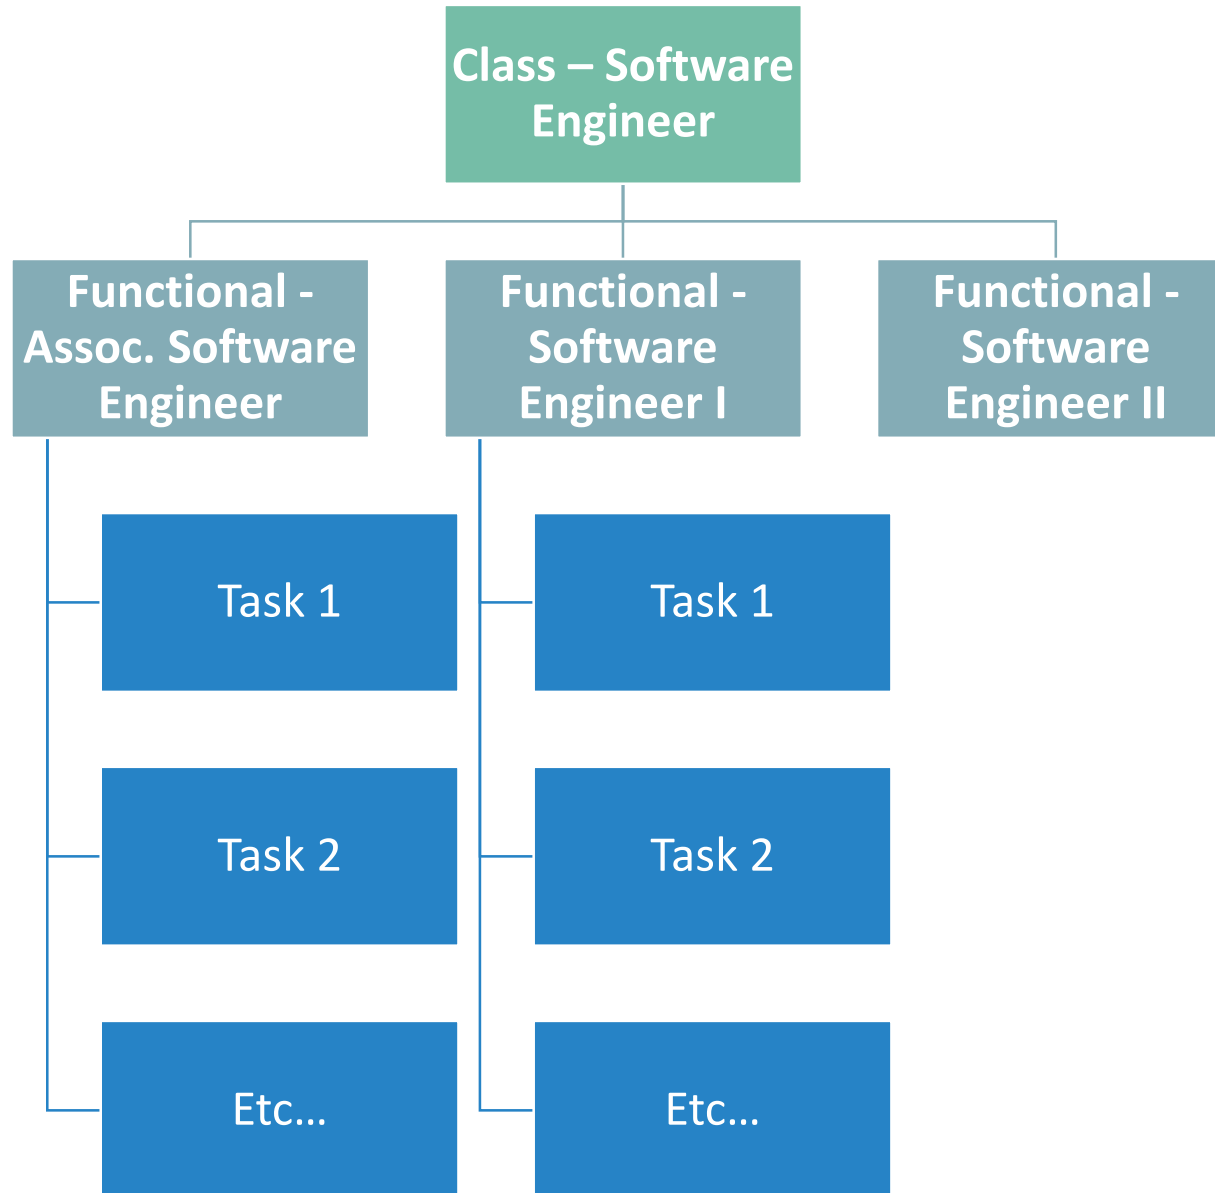 Class – Software
Engineer
Functional -
Assoc. Software
Engineer
Functional -
Software
Engineer I
Functional -
Software
Engineer II
Task 1
Task 1
Task 2
Task 2
Etc...
Etc...